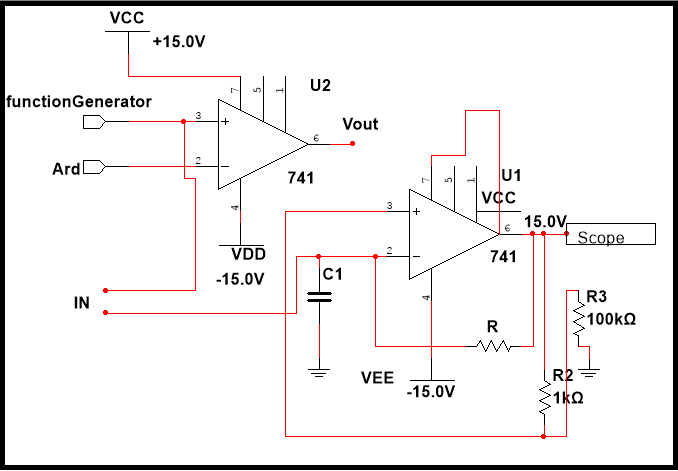 VCC
+15.0V
7
5
1
U2
functionGenerator
3
+
6
Vout
Ard
2
−
741
4
VDD
-15.0V
7
5
1
U1
VCC
15.0V
3
+
6
Scope
2
−
741
C1
4
IN
R
R3
100kΩ
VEE
-15.0V
R2
1kΩ